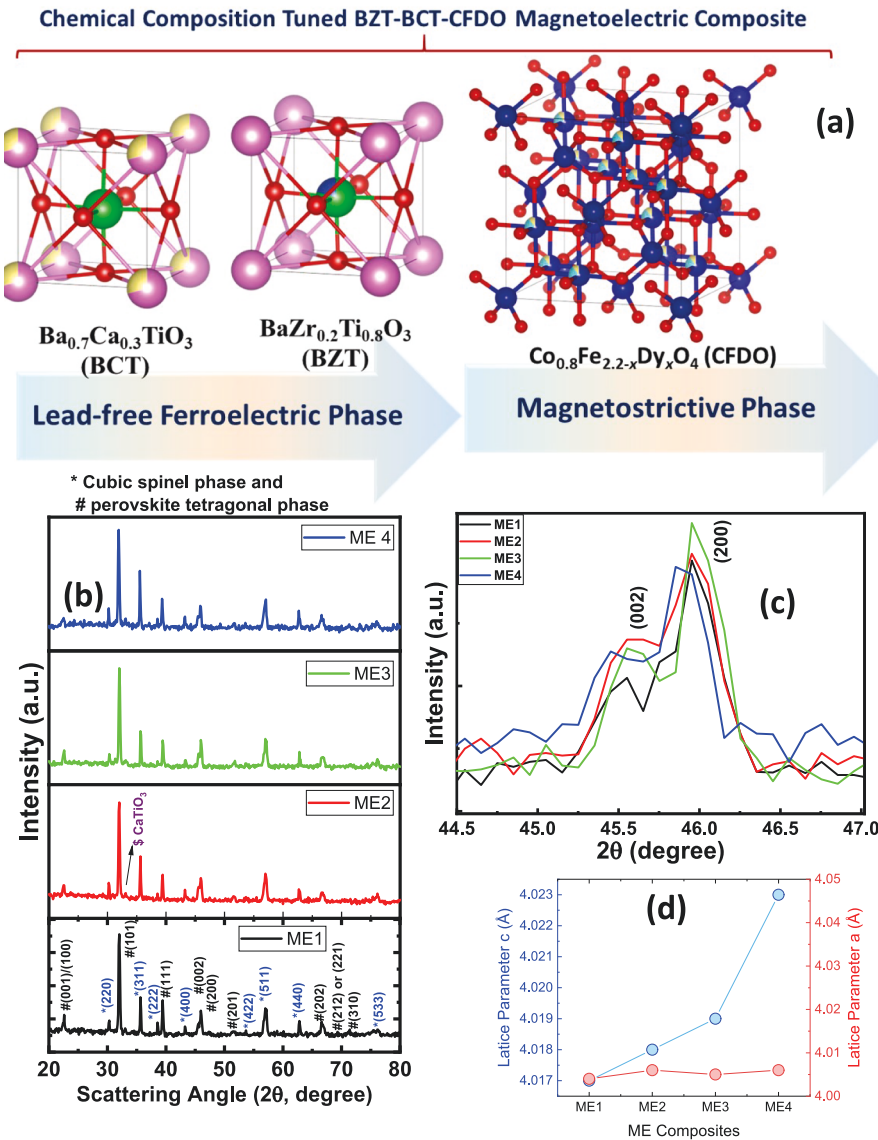 Chemical Composition Tuned BZT-BCT-CFDO Magnetoelectric Composite
(a)
Ba0.7Ca0.3TiO3
(BCT)
BaZr0.2Ti0.8O3
(BZT)
Co0.8Fe2.2-xDyxO4 (CFDO)
Lead-free Ferroelectric Phase
Magnetostrictive Phase
* Cubic spinel phase and
# perovskite tetragonal phase
(b)
ME 4
ME3
ME2
$ CaTiO3
ME1
#(001)/(100)
*(220)
#(101)
*(311)
*(222)
#(111)
*(400)
#(002)
#(200)
#(201)
*(422)
*(511)
*(440)
#(202)
#(212) or (221)
#(310)
*(533)
Intensity (a.u.)
20 30 40 50 60 70 80
Scattering Angle (2θ, degree)
ME1
ME2
ME3
ME4
(002)
(200)
(c)
Intensity (a.u.)
44.5 45.0 45.5 46.0 46.5 47.0
2θ (degree)
(d)
4.023
4.022
4.021
4.020
4.019
4.018
4.017
Latice Parameter c (Å)
4.05
4.04
4.03
4.02
4.01
4.00
Latice Parameter a (Å)
ME1 ME2 ME3 ME4
ME Composites